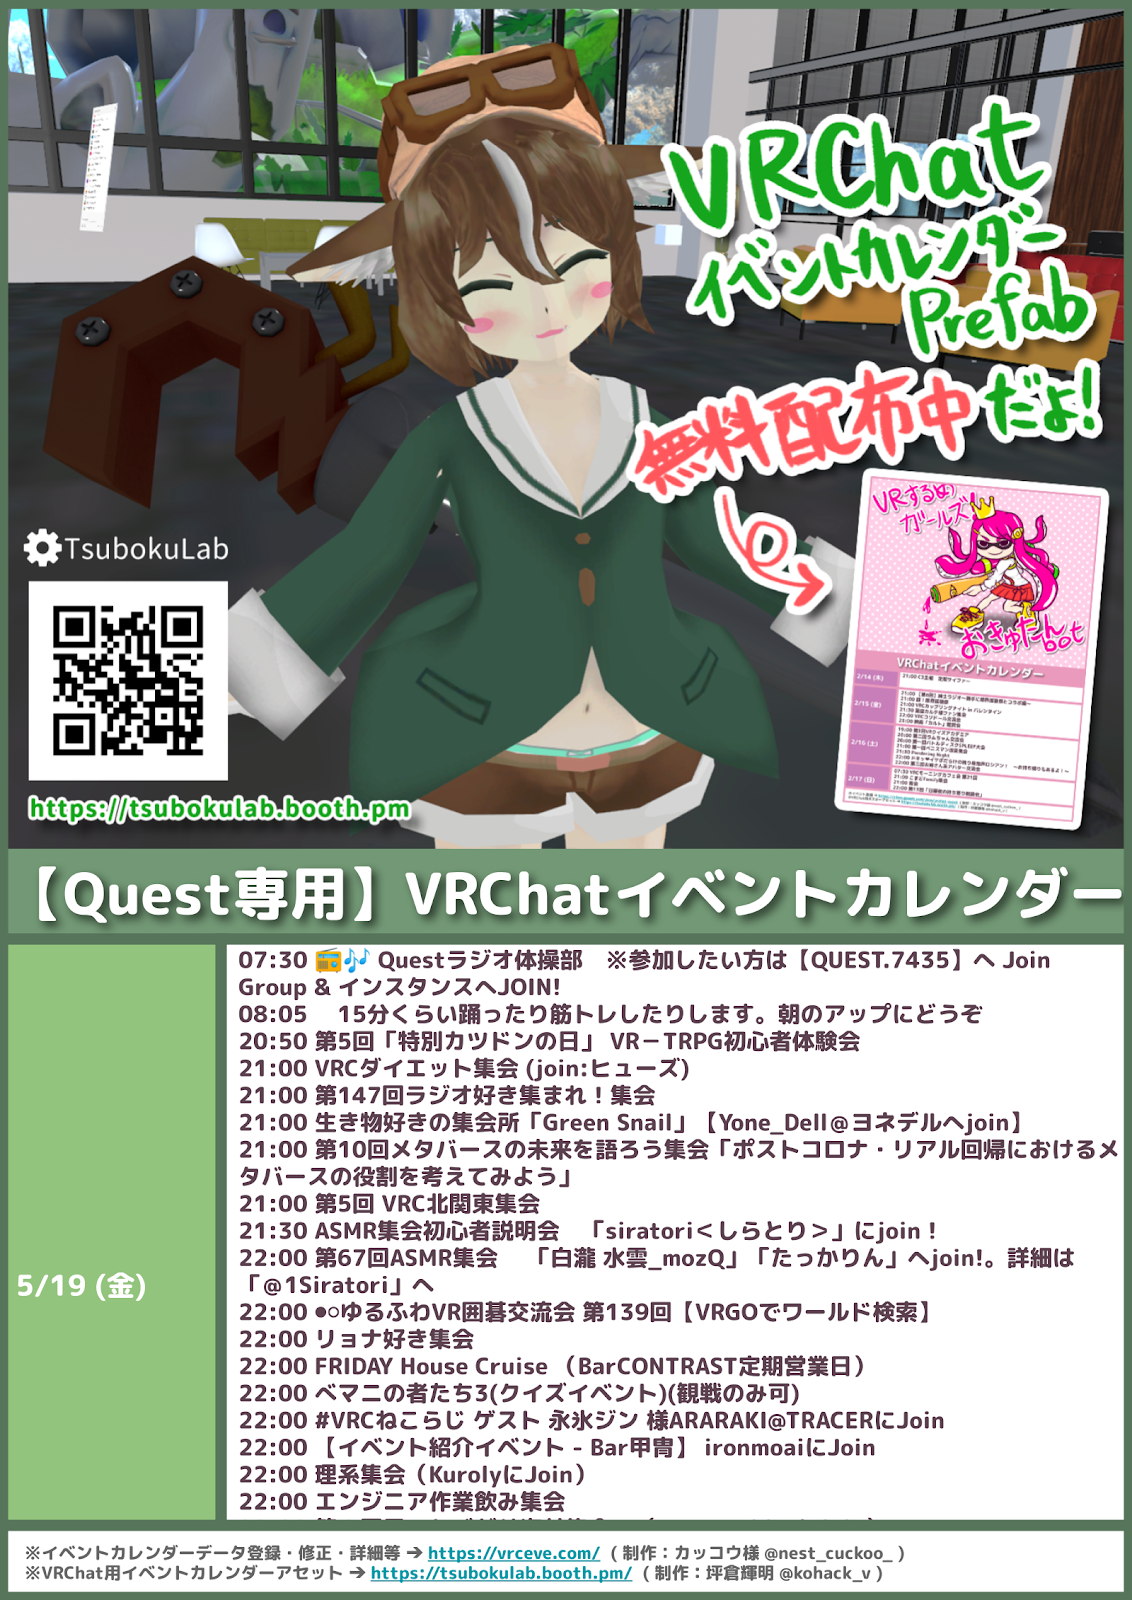 VRChat
イベントカレンダー
Prefab
無料配布中だよ!
TsubokuLab
https://tsubokulab.booth.pm
VRするめ
ガールズ
おきゅたんbot
VRChatイベントカレンダー
2/14 (木)
2/15 (金)
2/16 (土)
2/17 (日)
【Quest専用】VRChatイベントカレンダー
5/19 (金)
07:30 📻🎶 Questラジオ体操部　※参加したい方は【QUEST.7435】へ Join
Group & インスタンスへJOIN!
08:05　 15分くらい踊ったり筋トレしたりします。朝のアップにどうぞ
20:50 第5回「特別カツドンの日」 VR－TRPG初心者体験会
21:00 VRCダイエット集会 (join:ヒューズ)
21:00 第147回ラジオ好き集まれ！集会
21:00 生き物好きの集会所「Green Snail」【Yone_Dell＠ヨネデルへjoin】
21:00 第10回メタバースの未来を語ろう集会「ポストコロナ・リアル回帰におけるメ
タバースの役割を考えてみよう」
21:00 第5回 VRC北関東集会
21:30 ASMR集会初心者説明会　「siratori＜しらとり＞」にjoin！
22:00 第67回ASMR集会　「白瀧 水雲_mozQ」「たっかりん」へjoin!。詳細は
「@1Siratori」へ
22:00 ●○ゆるふわVR囲碁交流会 第139回【VRGOでワールド検索】
22:00 リョナ好き集会
22:00 FRIDAY House Cruise （BarCONTRAST定期営業日）
22:00 ベマニの者たち3(クイズイベント)(観戦のみ可)
22:00 #VRCねこらじ ゲスト 永氷ジン 様ARARAKI@TRACERにJoin
22:00 【イベント紹介イベント - Bar甲冑】 ironmoaiにJoin
22:00 理系集会（KurolyにJoin）
22:00 エンジニア作業飲み集会
※イベントカレンダーデータ登録・修正・詳細等 ➔ https://vrceve.com/ ( 制作：カッコウ様 @nest_cuckoo_ )
※VRChat用イベントカレンダーアセット ➔ https://tsubokulab.booth.pm/ ( 制作：坪倉輝明 @kohack_v )